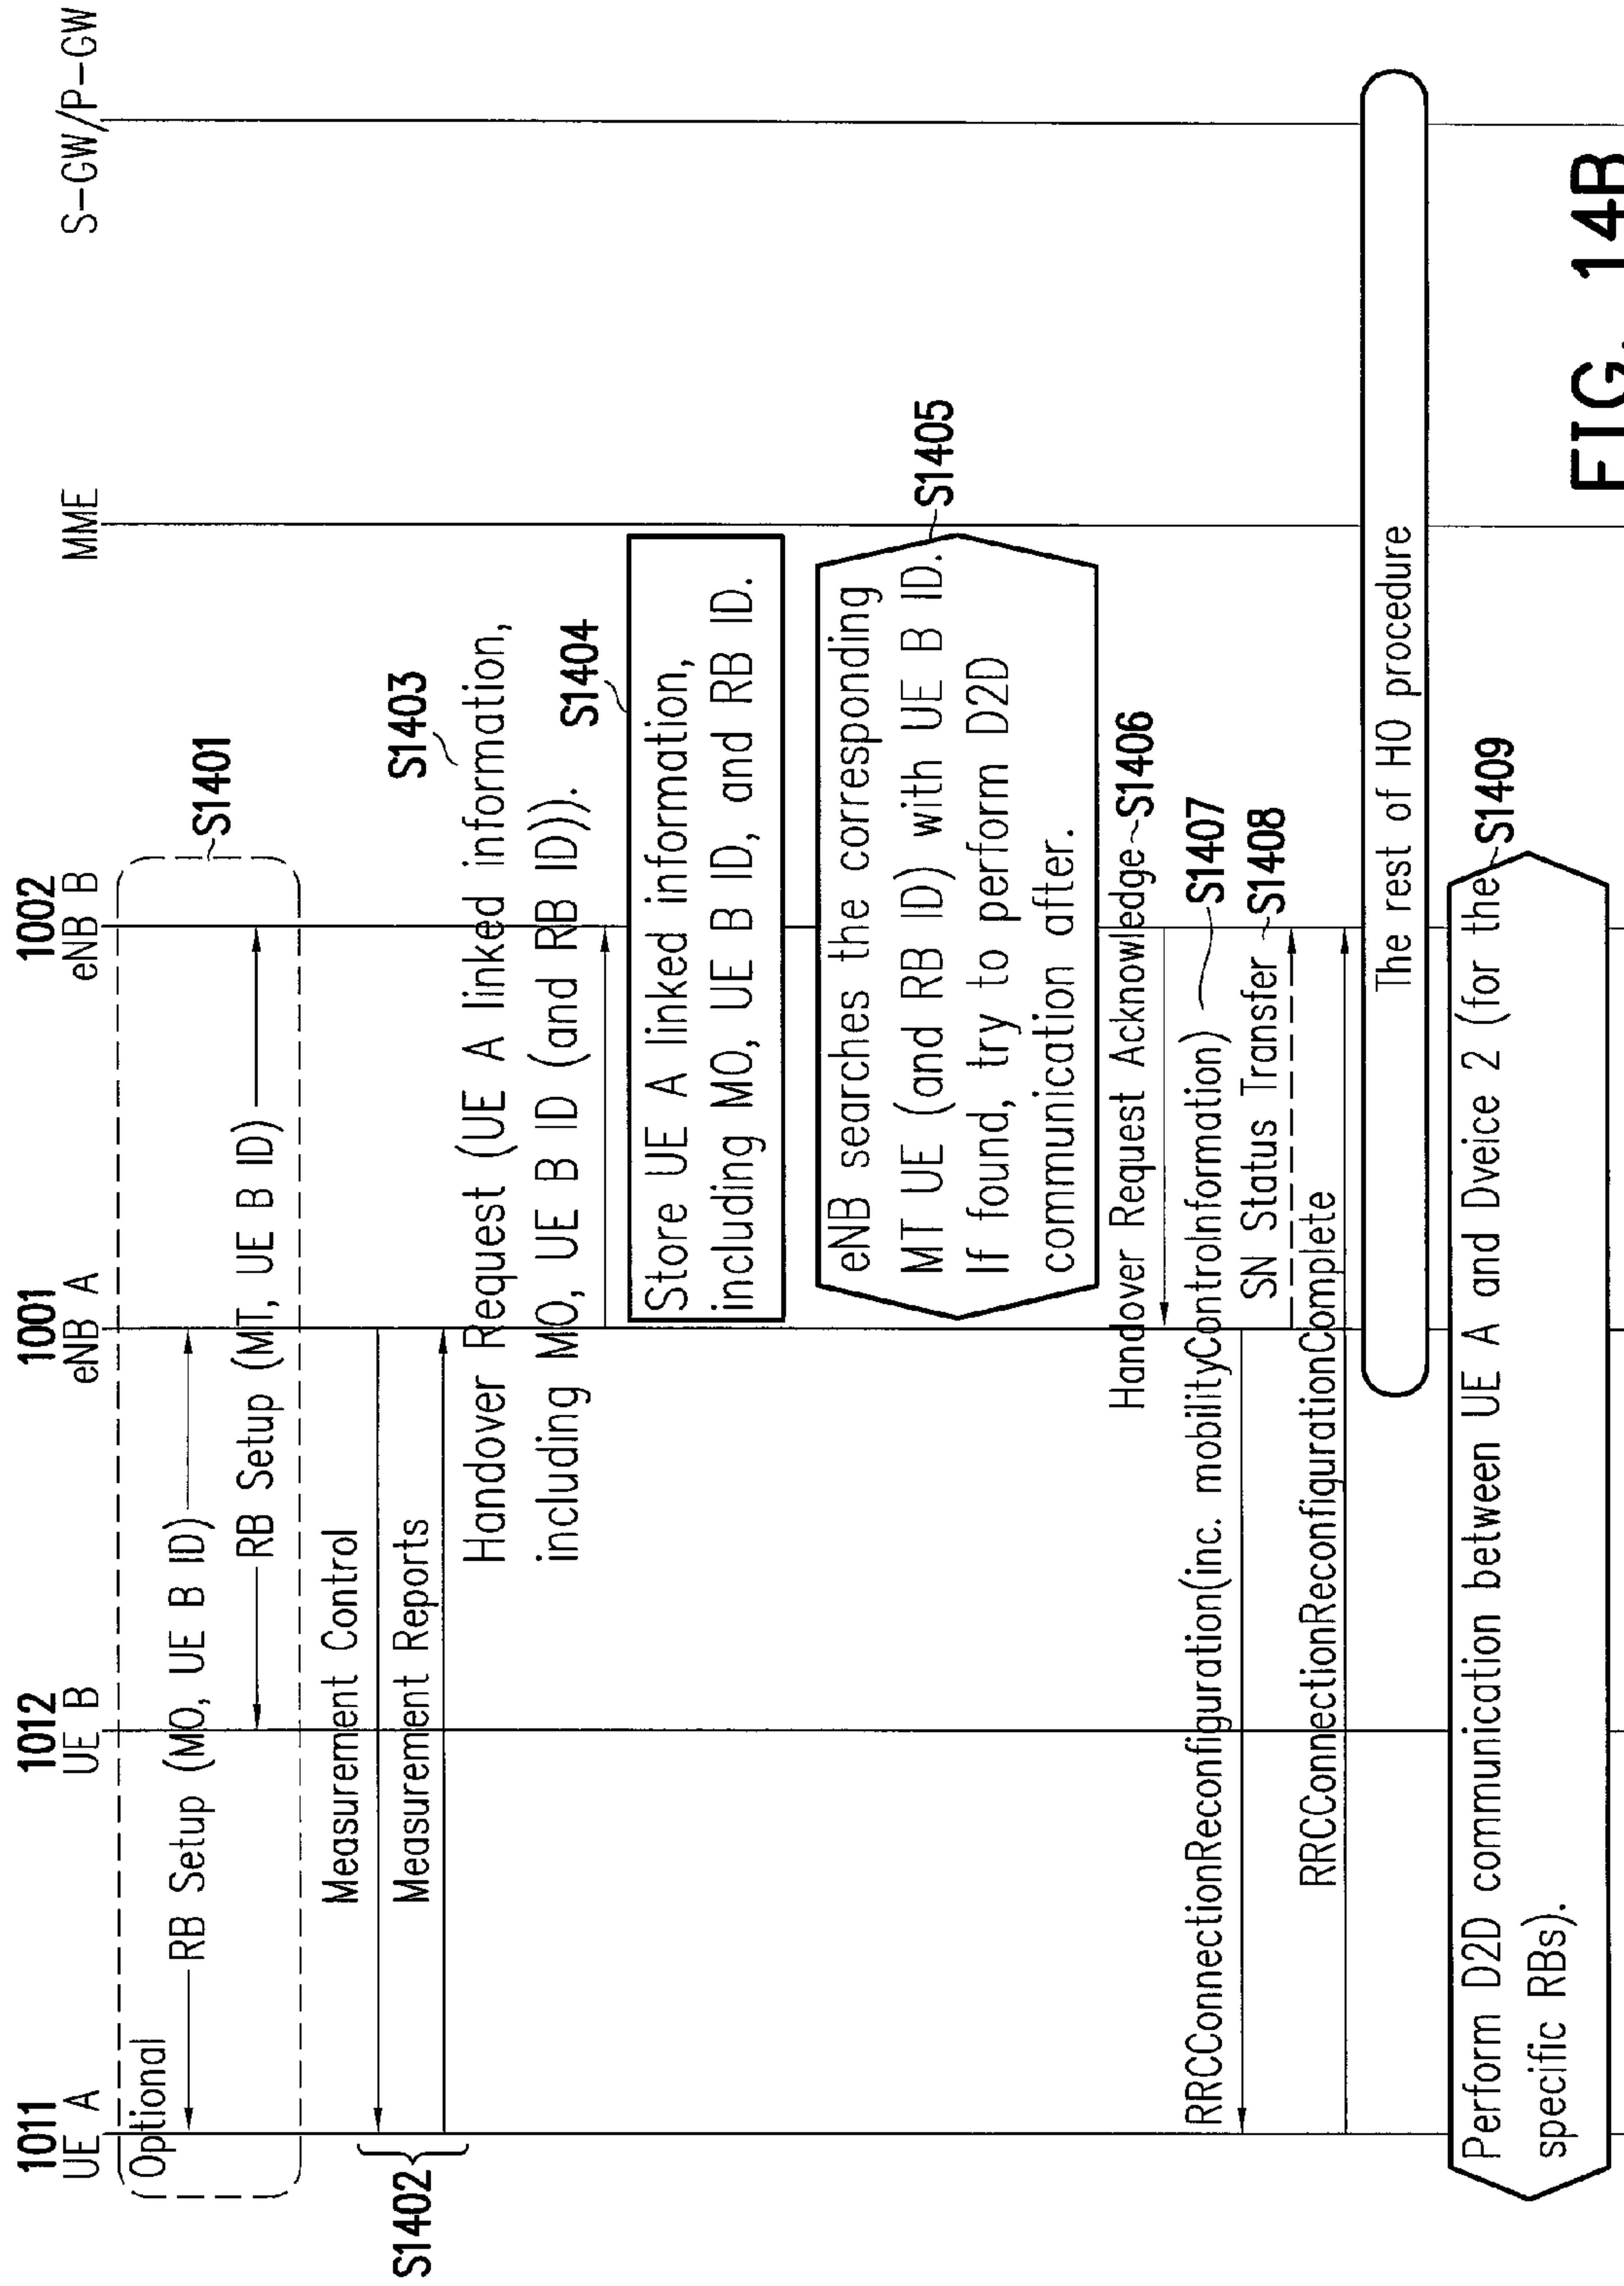 1011
UE A
1012
UE B
1001
eNB A
1002
eNB B
MME
S-GW/P-GW
Optional
RB Setup (MO, UE B ID)
RB Setup (MT, UE B ID)
S1401
Measurement Control
Measurement Reports
S1402
S1403
Handover Request (UE A linked information,
including MO, UE B ID (and RB ID)).
S1404
Store UE A linked information,
including MO, UE B ID, and RB ID.
eNB searches the corresponding
MT UE (and RB ID) with UE B ID.
If found, try to perform D2D
communication after.
S1405
Handover Request Acknowledge
S1406
RRCConnectionReconfiguration(inc. mobilityControInformation)
S1407
SN Status Transfer
S1408
RRCConnectionReconfigurationComplete
The rest of HO procedure
Perform D2D communication between UE A and Dveice 2 (for the
specific RBs).
S1409
FIG. 14B